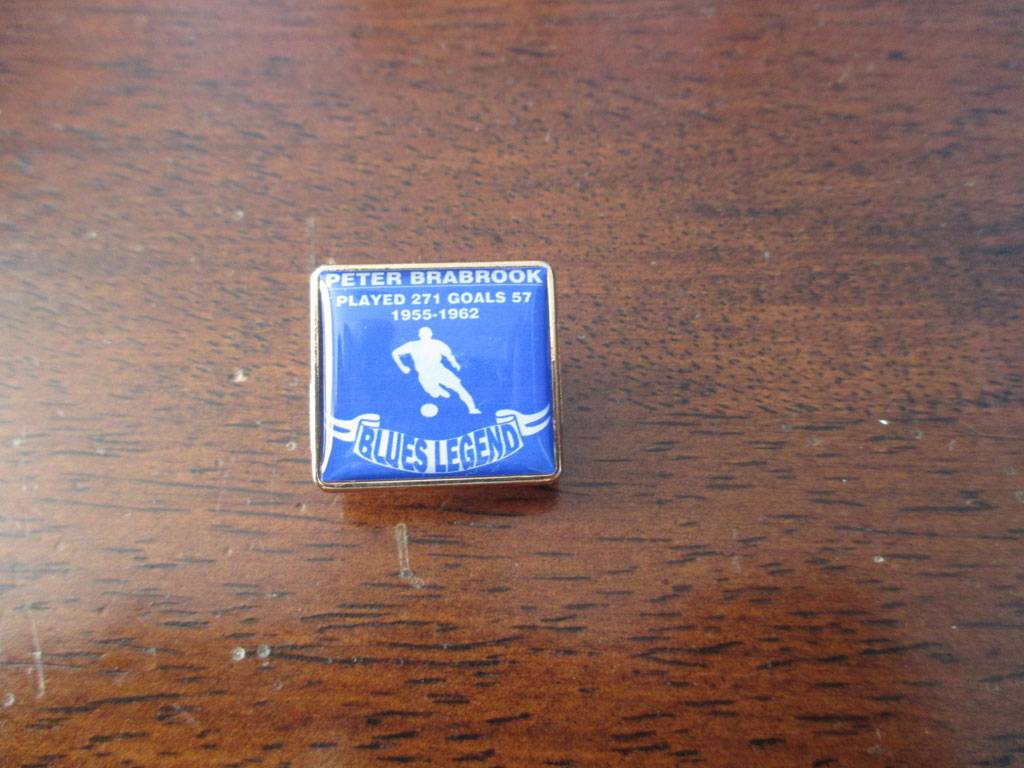 PETER BRABROOK
PLAYED 271 GOALS 57
1955-1962
BLUES LEGEND